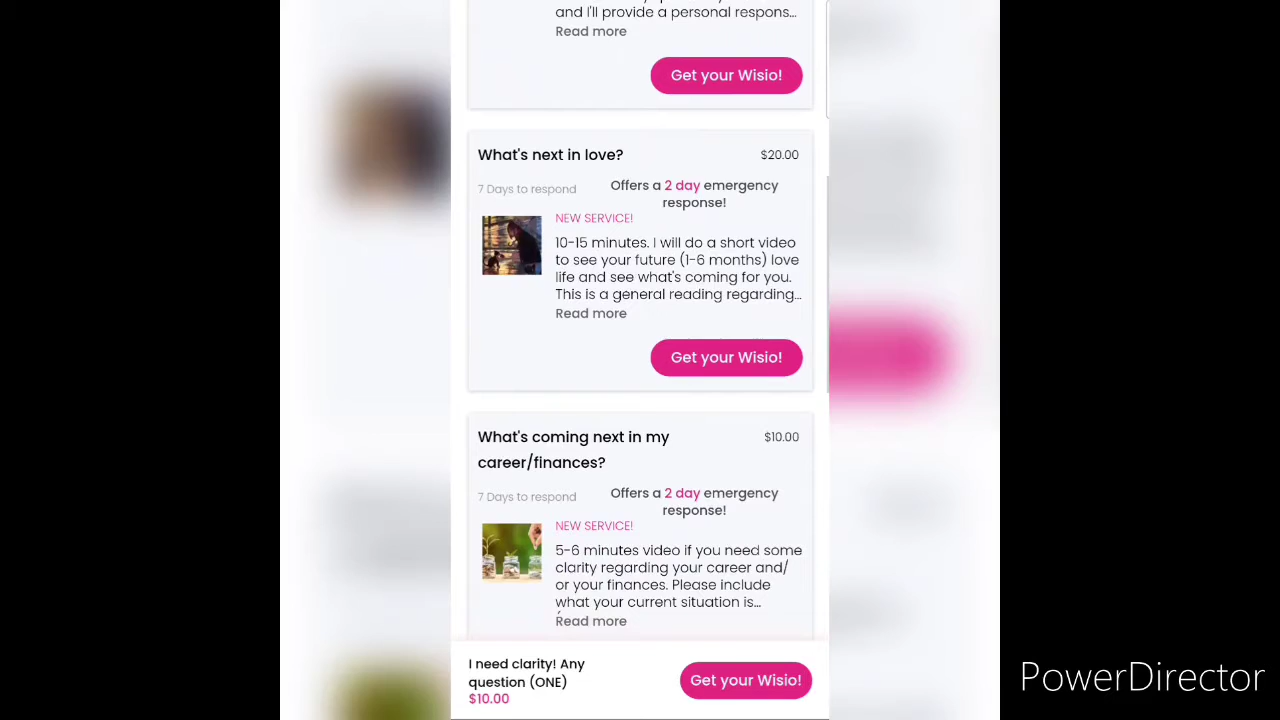 and I'll provide a personal respons...
Read more
Get your Wisio!
What's next in love?
$20.00
7 Days to respond
Offers a 2 day emergency
response!
NEW SERVICE!
10-15 minutes. I will do a short video
to see your future (1-6 months) love
life and see what's coming for you.
This is a general reading regarding...
Read more
Get your Wisio!
What's coming next in my
career/finances?
$10.00
7 Days to respond
Offers a 2 day emergency
response!
NEW SERVICE!
5-6 minutes video if you need some
clarity regarding your career and/
or your finances. Please include
what your current situation is...
Read more
I need clarity! Any
question (ONE)
$10.00
Get your Wisio!
PowerDirector